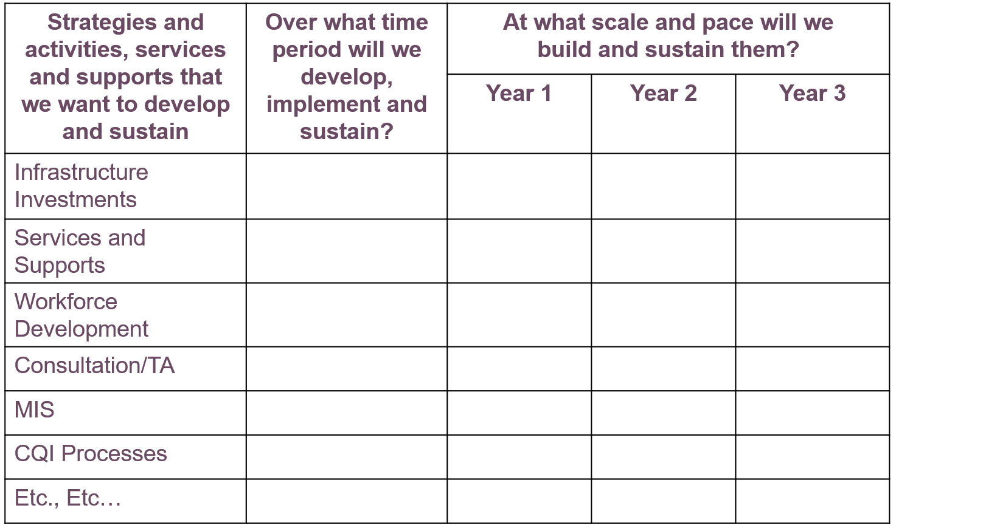 Strategies and
activities, services
and supports that
we want to develop
and sustain
Over what time
period will we
develop,
implement and
sustain?
At what scale and pace will we
build and sustain them?
Year 1
Year 2
Year 3
Infrastructure
Investments
Services and
Supports
Workforce
Development
Consultation/TA
MIS
CQI Processes
Etc., Etc…